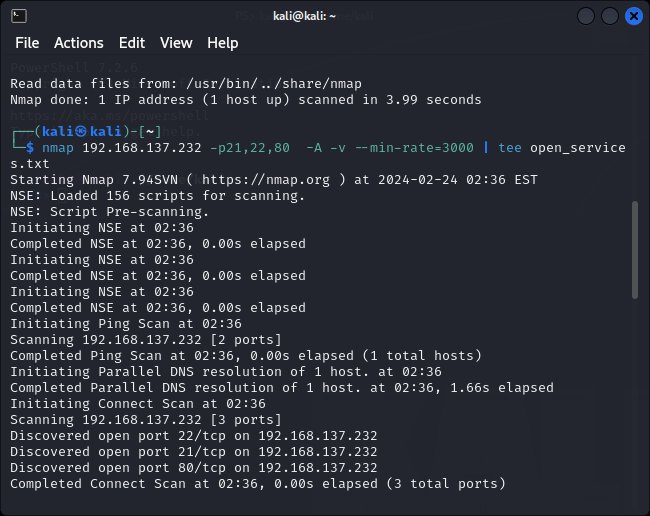 kali@kali: ~
File Actions Edit View Help
PowerShell 7.2.6
Read data files from: /usr/bin/../share/nmap
Nmap done: 1 IP address (1 host up) scanned in 3.99 seconds
https://aka.ms/powershell
┌──(kali㉿kali)-[~]
help.
└─$ nmap 192.168.137.232 -p21,22,80  -A -v --min-rate=3000 | tee open_service
s.txt
Starting Nmap 7.94SVN ( https://nmap.org ) at 2024-02-24 02:36 EST
NSE: Loaded 156 scripts for scanning.
NSE: Script Pre-scanning.
Initiating NSE at 02:36
Completed NSE at 02:36, 0.00s elapsed
Initiating NSE at 02:36
Completed NSE at 02:36, 0.00s elapsed
Initiating NSE at 02:36
Completed NSE at 02:36, 0.00s elapsed
Initiating Ping Scan at 02:36
Scanning 192.168.137.232 [2 ports]
Completed Ping Scan at 02:36, 0.00s elapsed (1 total hosts)
Initiating Parallel DNS resolution of 1 host. at 02:36
Completed Parallel DNS resolution of 1 host. at 02:36, 1.66s elapsed
Initiating Connect Scan at 02:36
Scanning 192.168.137.232 [3 ports]
Discovered open port 22/tcp on 192.168.137.232
Discovered open port 21/tcp on 192.168.137.232
Discovered open port 80/tcp on 192.168.137.232
Completed Connect Scan at 02:36, 0.00s elapsed (3 total ports)